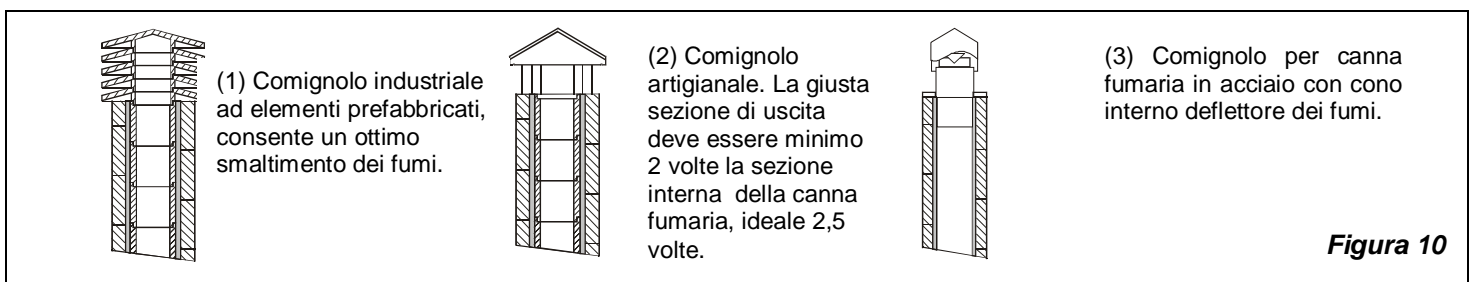 (1) Comignolo industriale
ad elementi prefabbricati,
consente un ottimo
smaltimento dei fumi.
(2) Comignolo
artigianale. La giusta
sezione di uscita
deve essere minimo
2 volte la sezione
interna della canna
fumaria, ideale 2,5
volte.
(3) Comignolo per canna
fumaria in acciaio con cono
interno deflettore dei fumi.
Figura 10